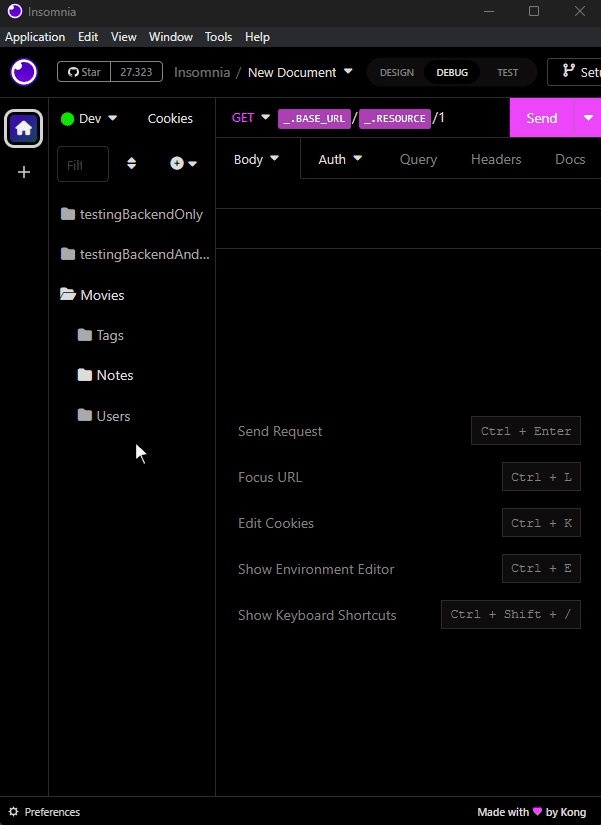 Insomnia
Application Edit View Window Tools Help
Star 27.323 Insomnia / New Document DESIGN DEBUG TEST Setu
Dev Cookies GET _.BASE_URL / _.RESOURCE /1 Send
Filt Body Auth Query Headers Docs
testingBackendOnly
testingBackendAnd...
Movies
Tags
Notes
Users
Send Request Ctrl + Enter
Focus URL Ctrl + L
Edit Cookies Ctrl + K
Show Environment Editor Ctrl + E
Show Keyboard Shortcuts Ctrl + Shift + /
Preferences Made with by Kong